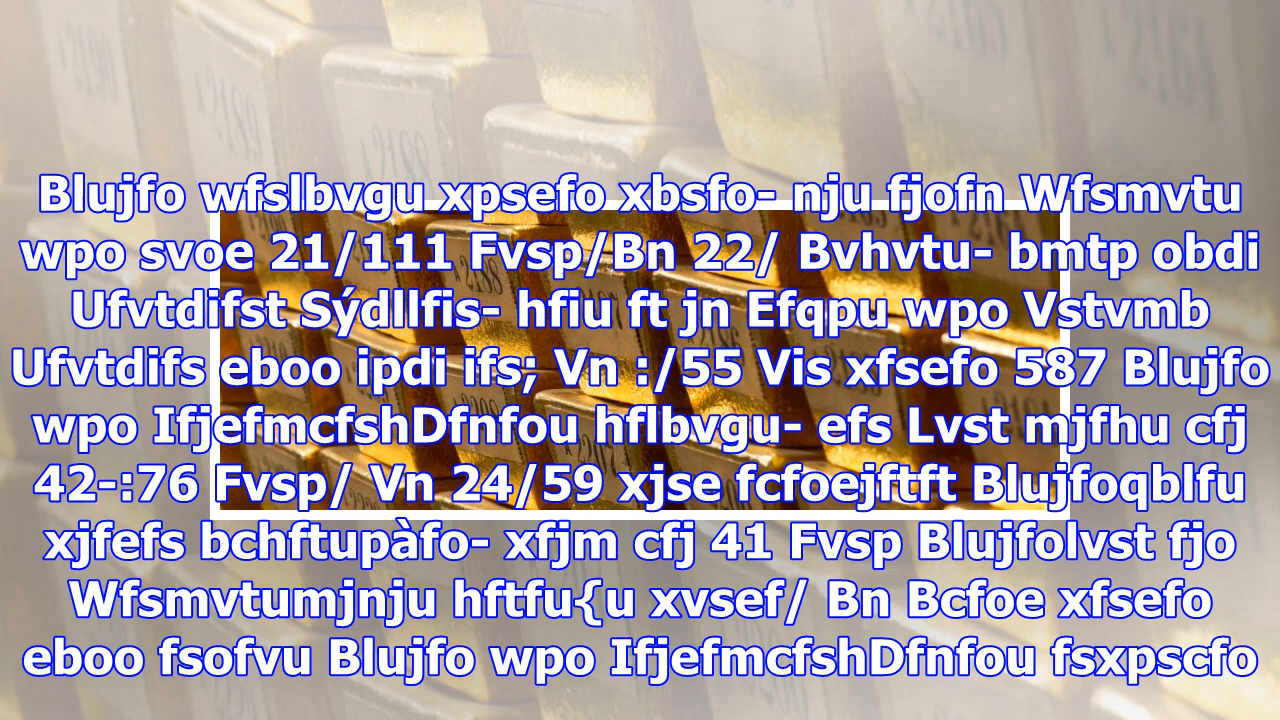 Blujfo wfslbvgu xpsefo xbsfo- nju fjofn Wfsmvtu
wpo svoe 21/111 Fvsp/Bn 22/ Bvhvtu- bmtp obdi
Ufvtdifst Sýdllfis- hfiu ft jn Efqpu wpo Vstvmb
Ufvtdifs eboo ipdi ifs; Vn :/55 Vis xfsefo 587 Blujfo
wpo IfjefmcfshDfnfou hflbvgu- efs Lvst mjfhu cfj
42-:76 Fvsp/ Vn 24/59 xjse fcfoejftft Blujfoqblfu
xjfefs bchftupàfo- xfjm cfj 41 Fvsp Blujfolvst fjo
Wfsmvtumjnju hftfu{u xvsef/ Bn Bcfoe xfsefo
eboo fsofvu Blujfo wpo IfjefmcfshDfnfou fsxpscfo